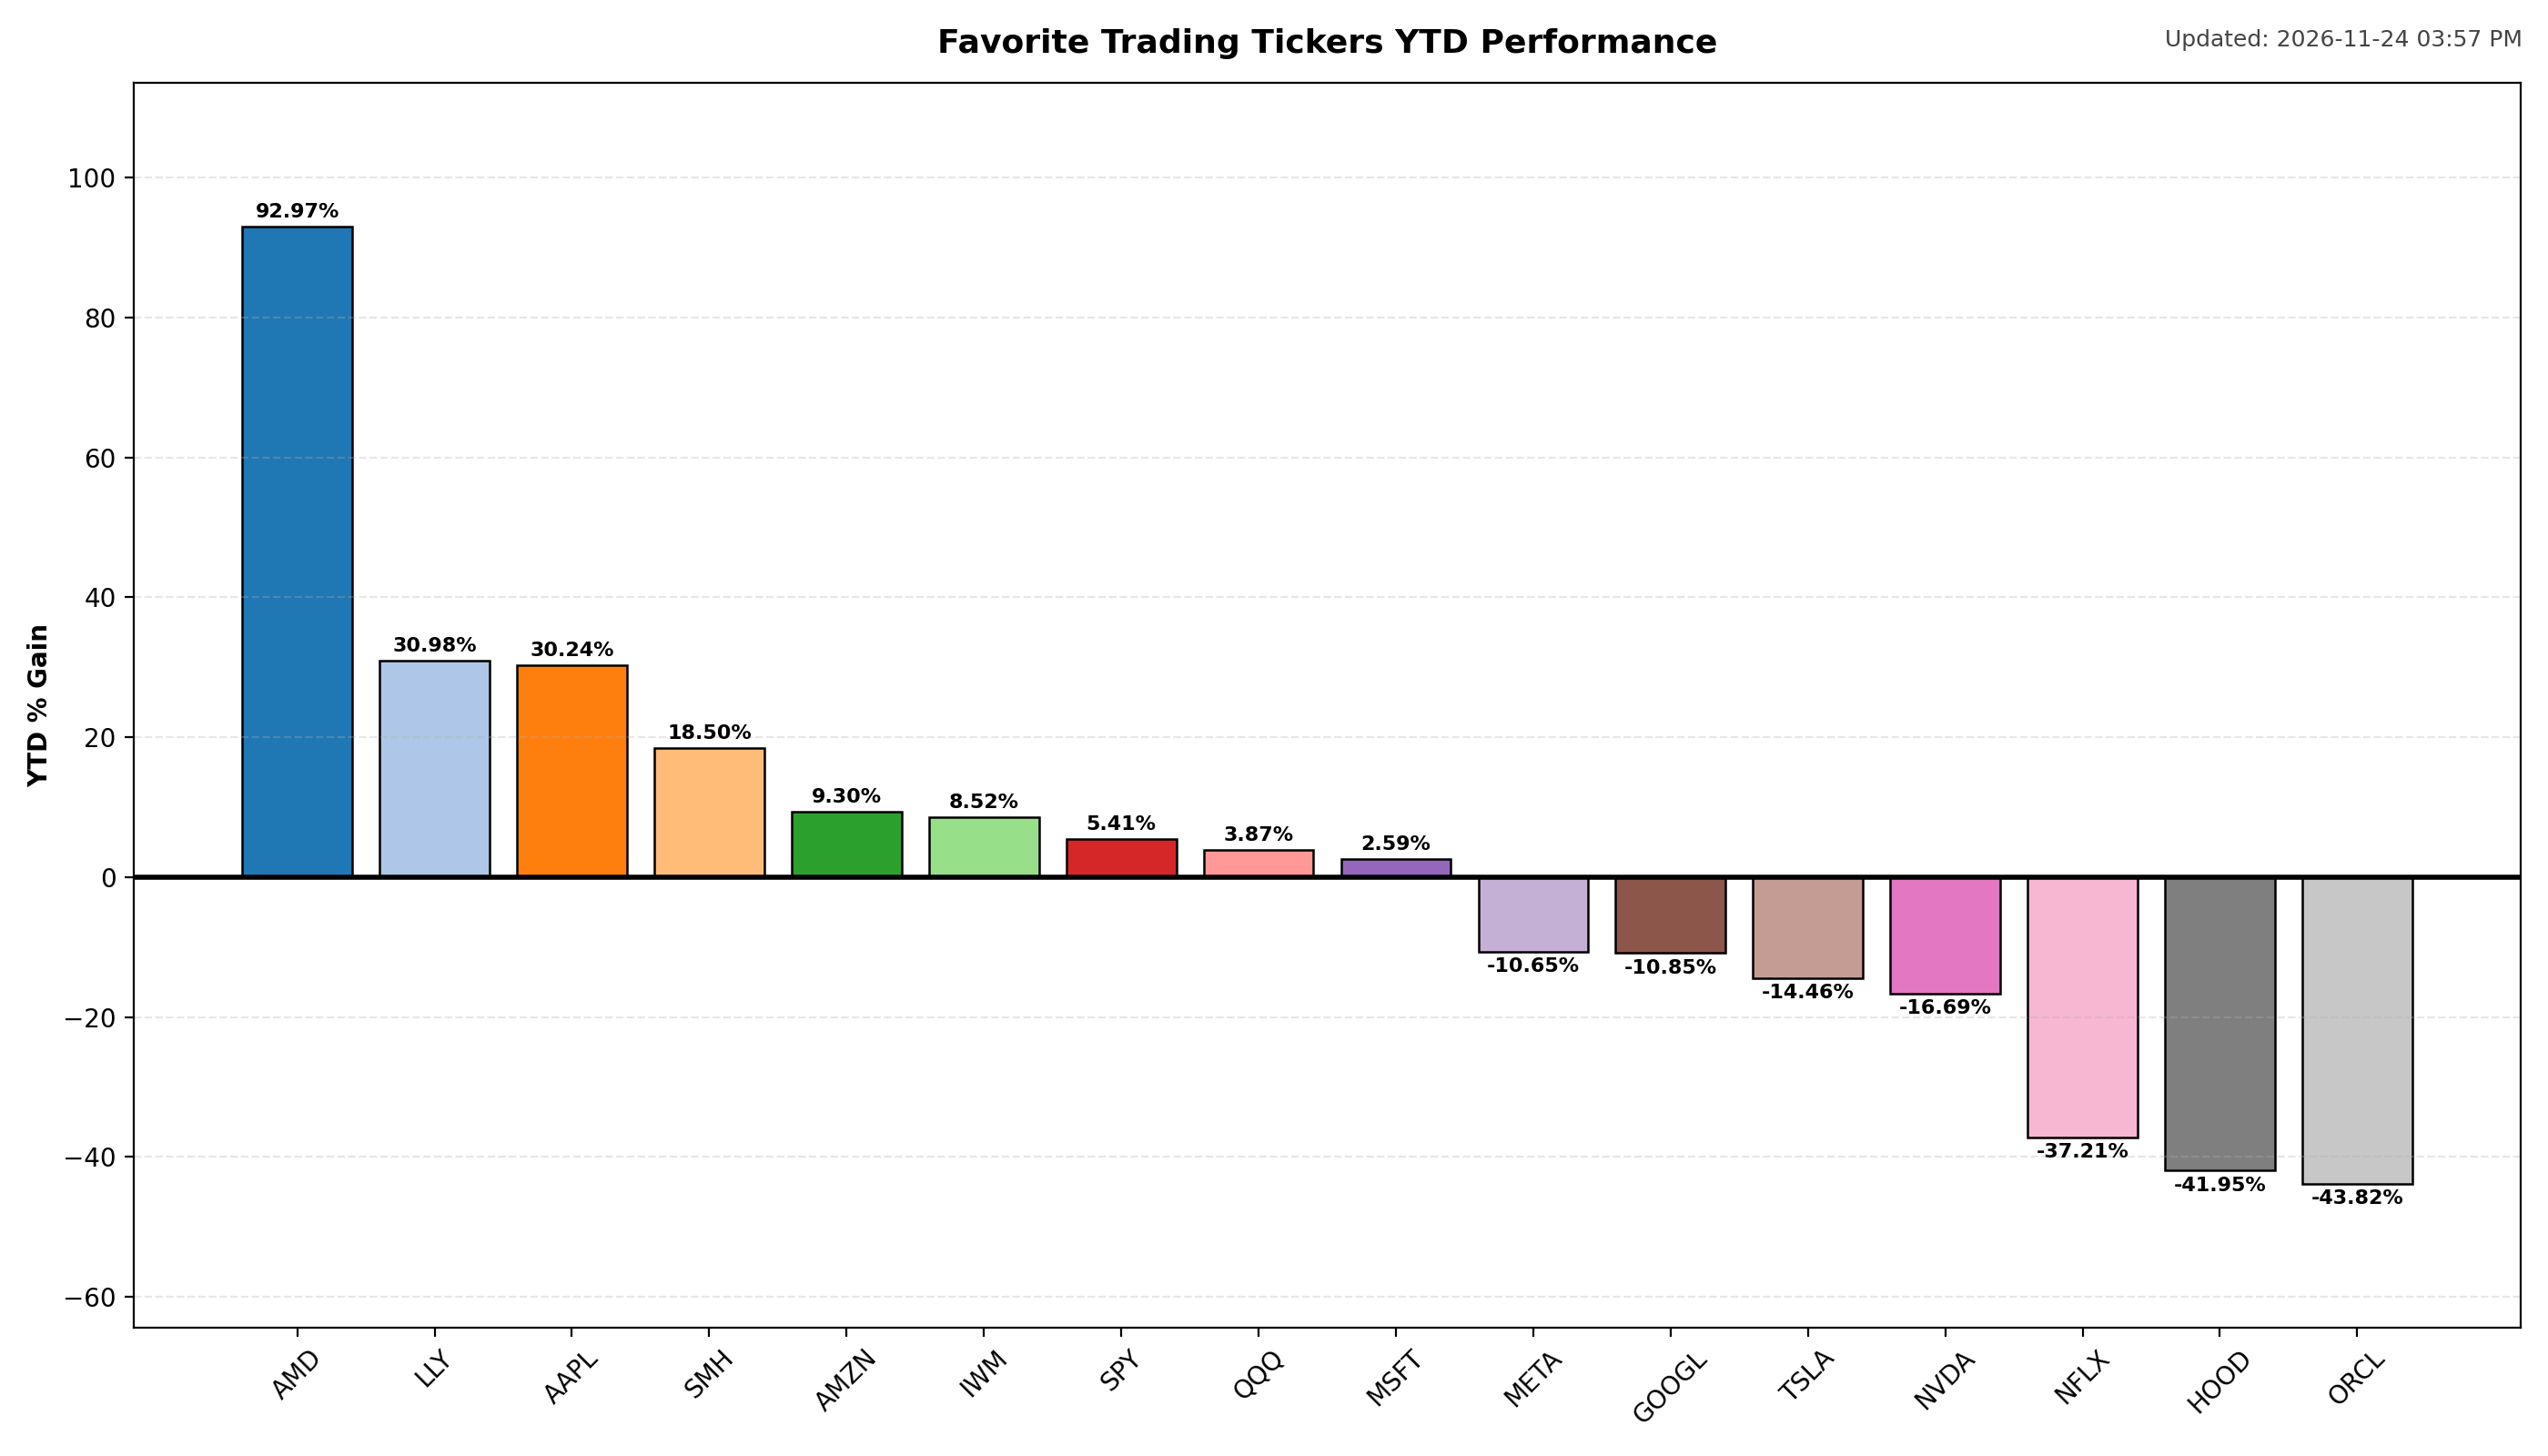 Favorite Trading Tickers YTD Performance
Updated: 2026-11-24 03:57 PM
YTD % Gain
100
80
60
40
20
0
−20
−40
−60
92.97%
30.98%
30.24%
18.50%
9.30%
8.52%
5.41%
3.87%
2.59%
-10.65%
-10.85%
-14.46%
-16.69%
-37.21%
-41.95%
-43.82%
AMD
LLY
AAPL
SMH
AMZN
IWM
SPY
QQQ
MSFT
META
GOOGL
TSLA
NVDA
NFLX
HOOD
ORCL